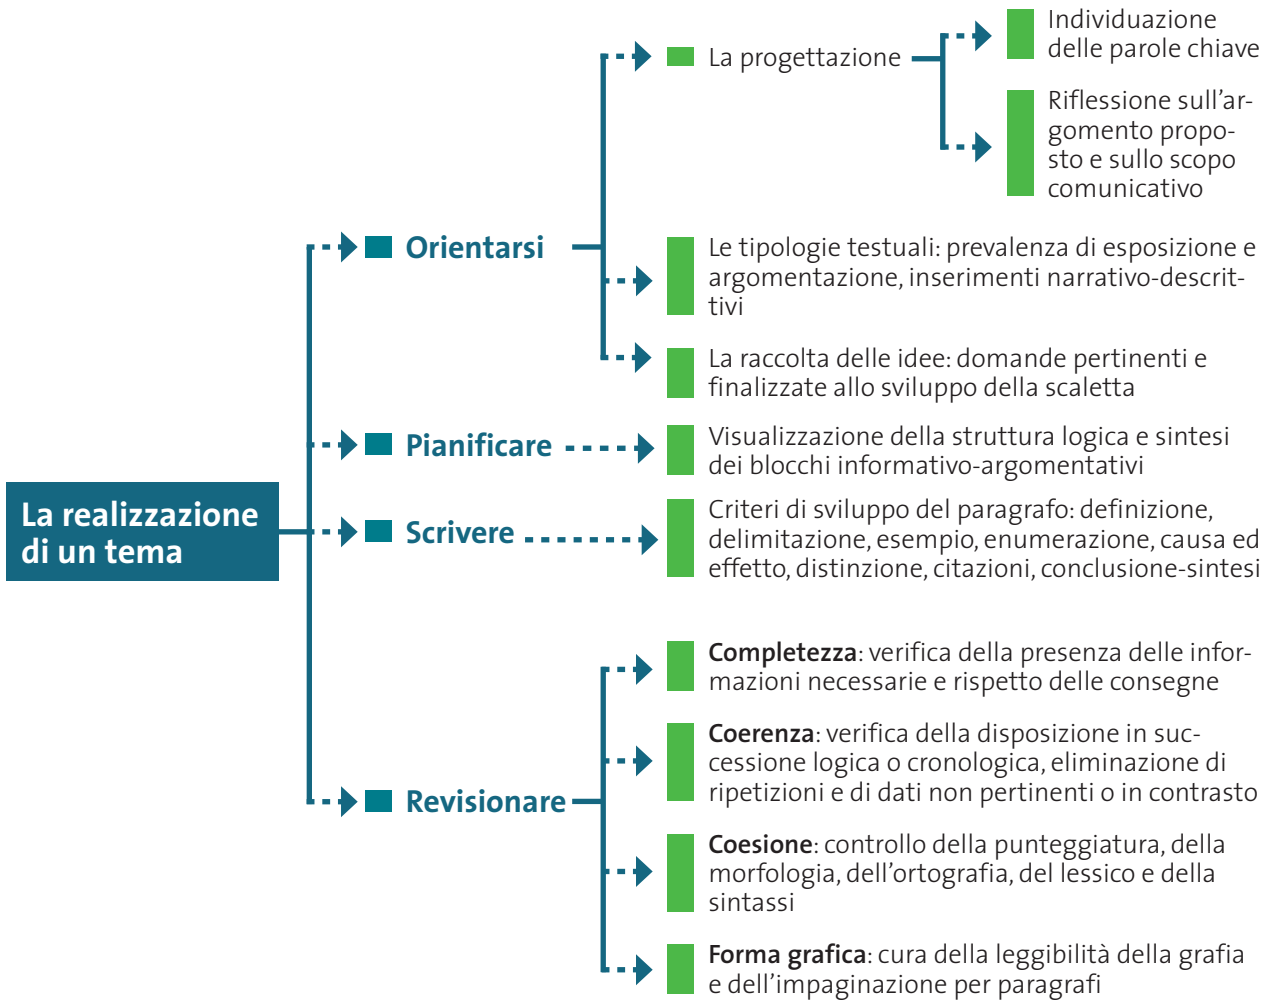 La realizzazione
di un tema
Orientarsi
La progettazione
Individuazione
delle parole chiave
Riflessione sull'ar-
gomento propo-
sto e sullo scopo
comunicativo
Le tipologie testuali: prevalenza di esposizione e
argomentazione, inserimenti narrativo-descrit-
tivi
La raccolta delle idee: domande pertinenti e
finalizzate allo sviluppo della scaletta
Pianificare
Visualizzazione della struttura logica e sintesi
dei blocchi informativo-argomentativi
Scrivere
Criteri di sviluppo del paragrafo: definizione,
delimitazione, esempio, enumerazione, causa ed
effetto, distinzione, citazioni, conclusione-sintesi
Revisionare
Completezza: verifica della presenza delle infor-
mazioni necessarie e rispetto delle consegne
Coerenza: verifica della disposizione in suc-
cessione logica o cronologica, eliminazione di
ripetizioni e di dati non pertinenti o in contrasto
Coesione: controllo della punteggiatura, della
morfologia, dell'ortografia, del lessico e della
sintassi
Forma grafica: cura della leggibilità della grafia
e dell'impaginazione per paragrafi